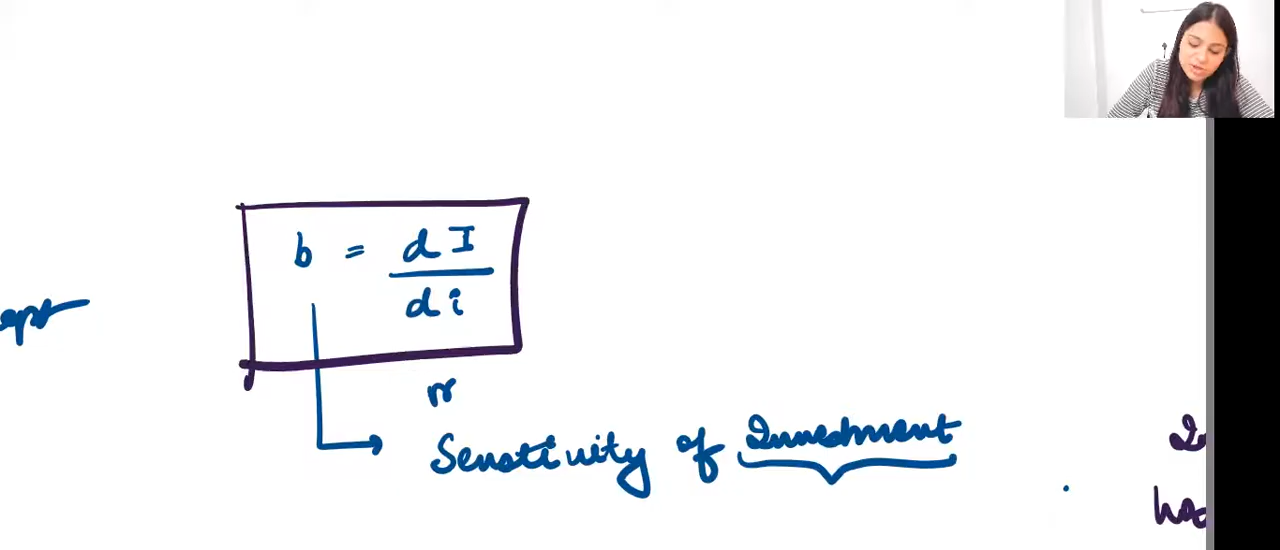 b = dI
di
Sensitivity of Investment